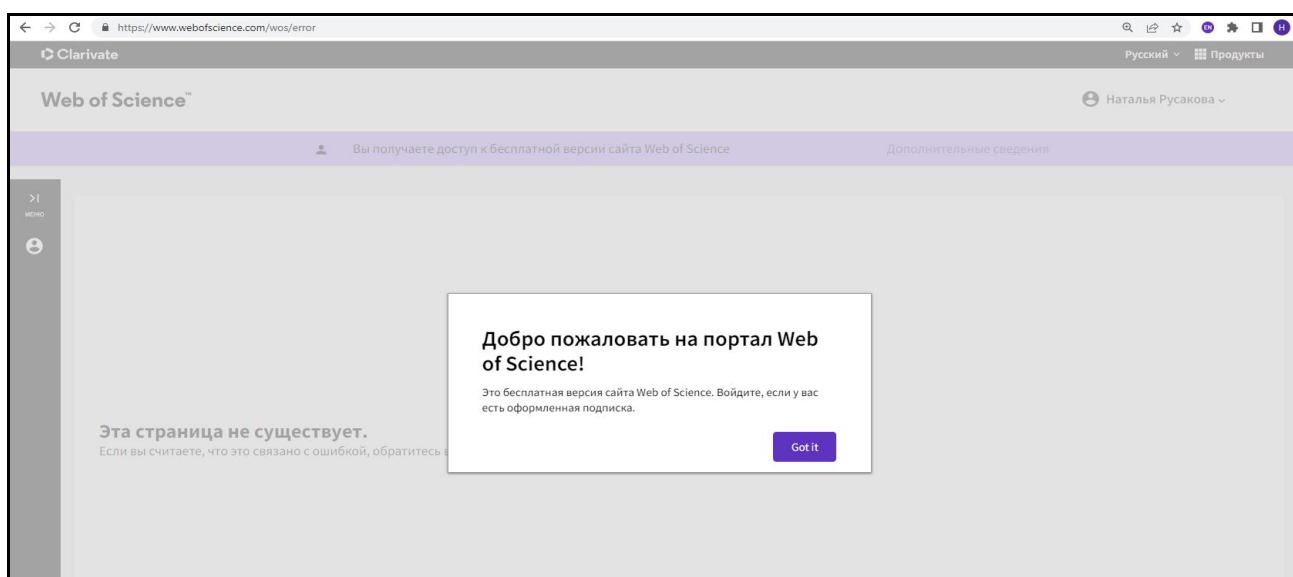 https://www.webofscience.com/wos/error
EN
H
Clarivate
Русский
Продукты
Web of Science™
Наталья Русакова
Вы получаете доступ к бесплатной версии сайта Web of Science
Дополнительные сведения
МЕНЮ
Добро пожаловать на портал Web
of Science!
Это бесплатная версия сайта Web of Science. Войдите, если у вас
есть оформленная подписка.
Got it
Эта страница не существует.
Если вы считаете, что это связано с ошибкой, обратитесь